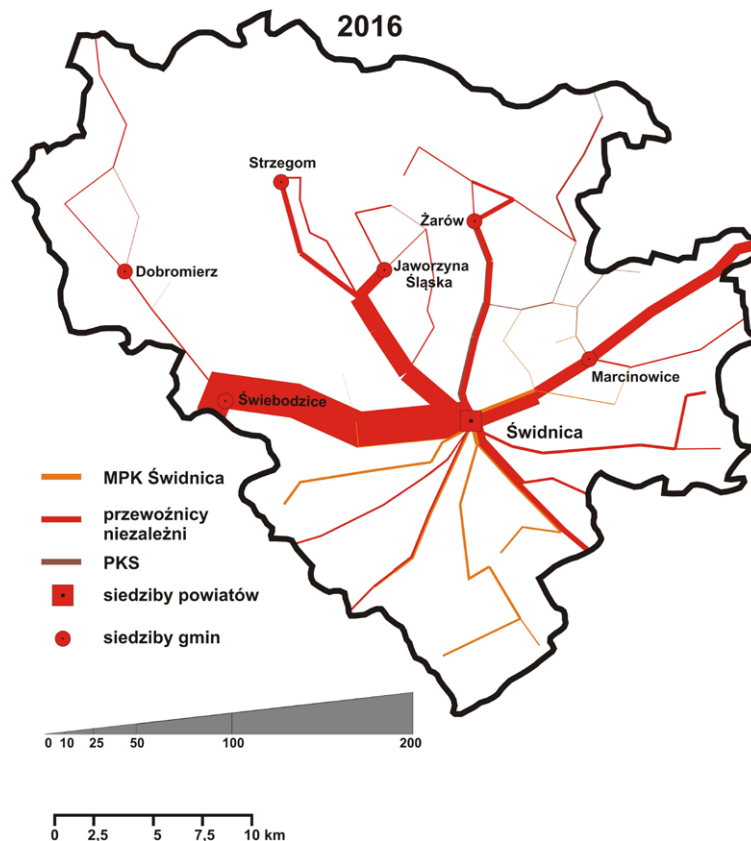 2016
Strzegom
Żarów
Jaworzyna
Śląska
Dobromierz
Marcinowice
Świebodzice
Świdnica
MPK Świdnica
przewoźnicy
niezależni
PKS
siedziby powiatów
siedziby gmin
0 10 25 50 100 200
0 2,5 5 7,5 10 km